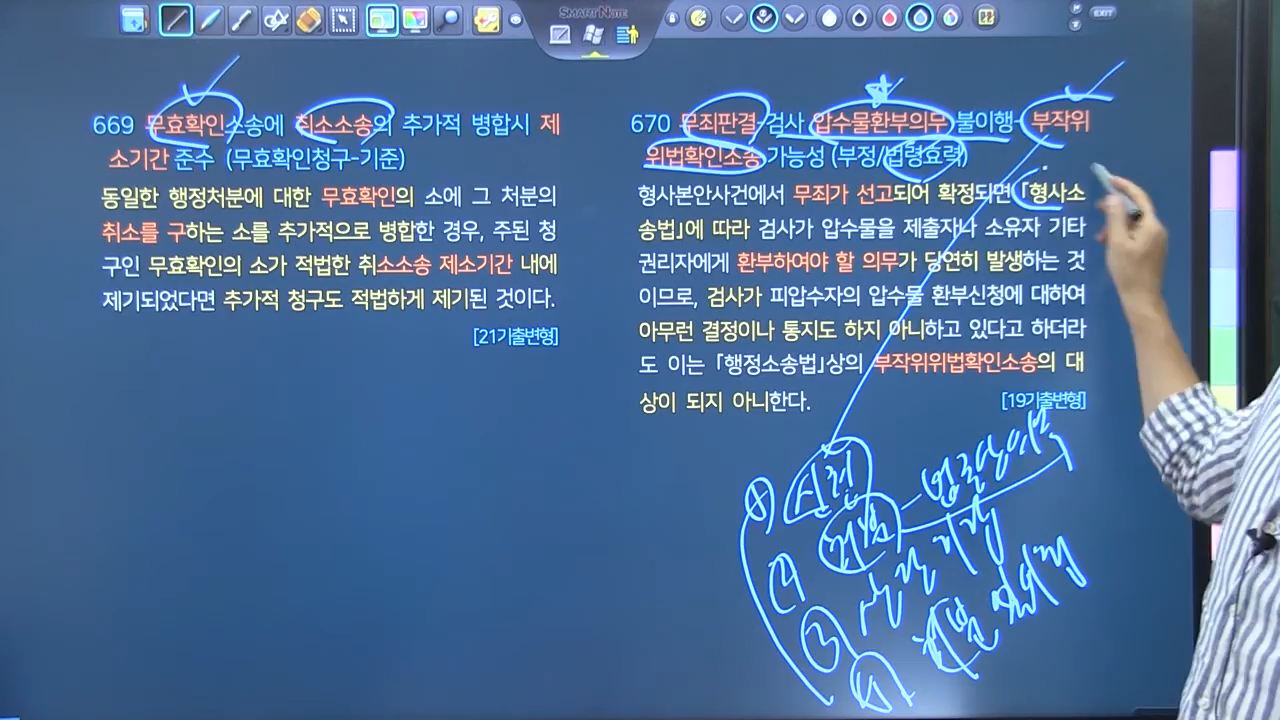 SMARTNOTE
EXIT
669 무효확인소송에 취소소송의 추가적 병합시 제
소기간 준수 (무효확인청구-기준)
동일한 행정처분에 대한 무효확인의 소에 그 처분의
취소를 구하는 소를 추가적으로 병합한 경우, 주된 청
구인 무효확인의 소가 적법한 취소소송 제소기간 내에
제기되었다면 추가적 청구도 적법하게 제기된 것이다.
[21기출변형]
670 무죄판결-검사 압수물환부의무 불이행-부작위
위법확인소송 가능성 (부정/법령효력)
형사본안사건에서 무죄가 선고되어 확정되면 「형사소
송법」에 따라 검사가 압수물을 제출자나 소유자 기타
권리자에게 환부하여야 할 의무가 당연히 발생하는 것
이므로, 검사가 피압수자의 압수물 환부신청에 대하여
아무런 결정이나 통지도 하지 아니하고 있다고 하더라
도 이는 「행정소송법」상의 부작위위법확인소송의 대
상이 되지 아니한다.
[19기출변형]
① 신청
법률상의무
②
③ 상당 기간
④ 처분